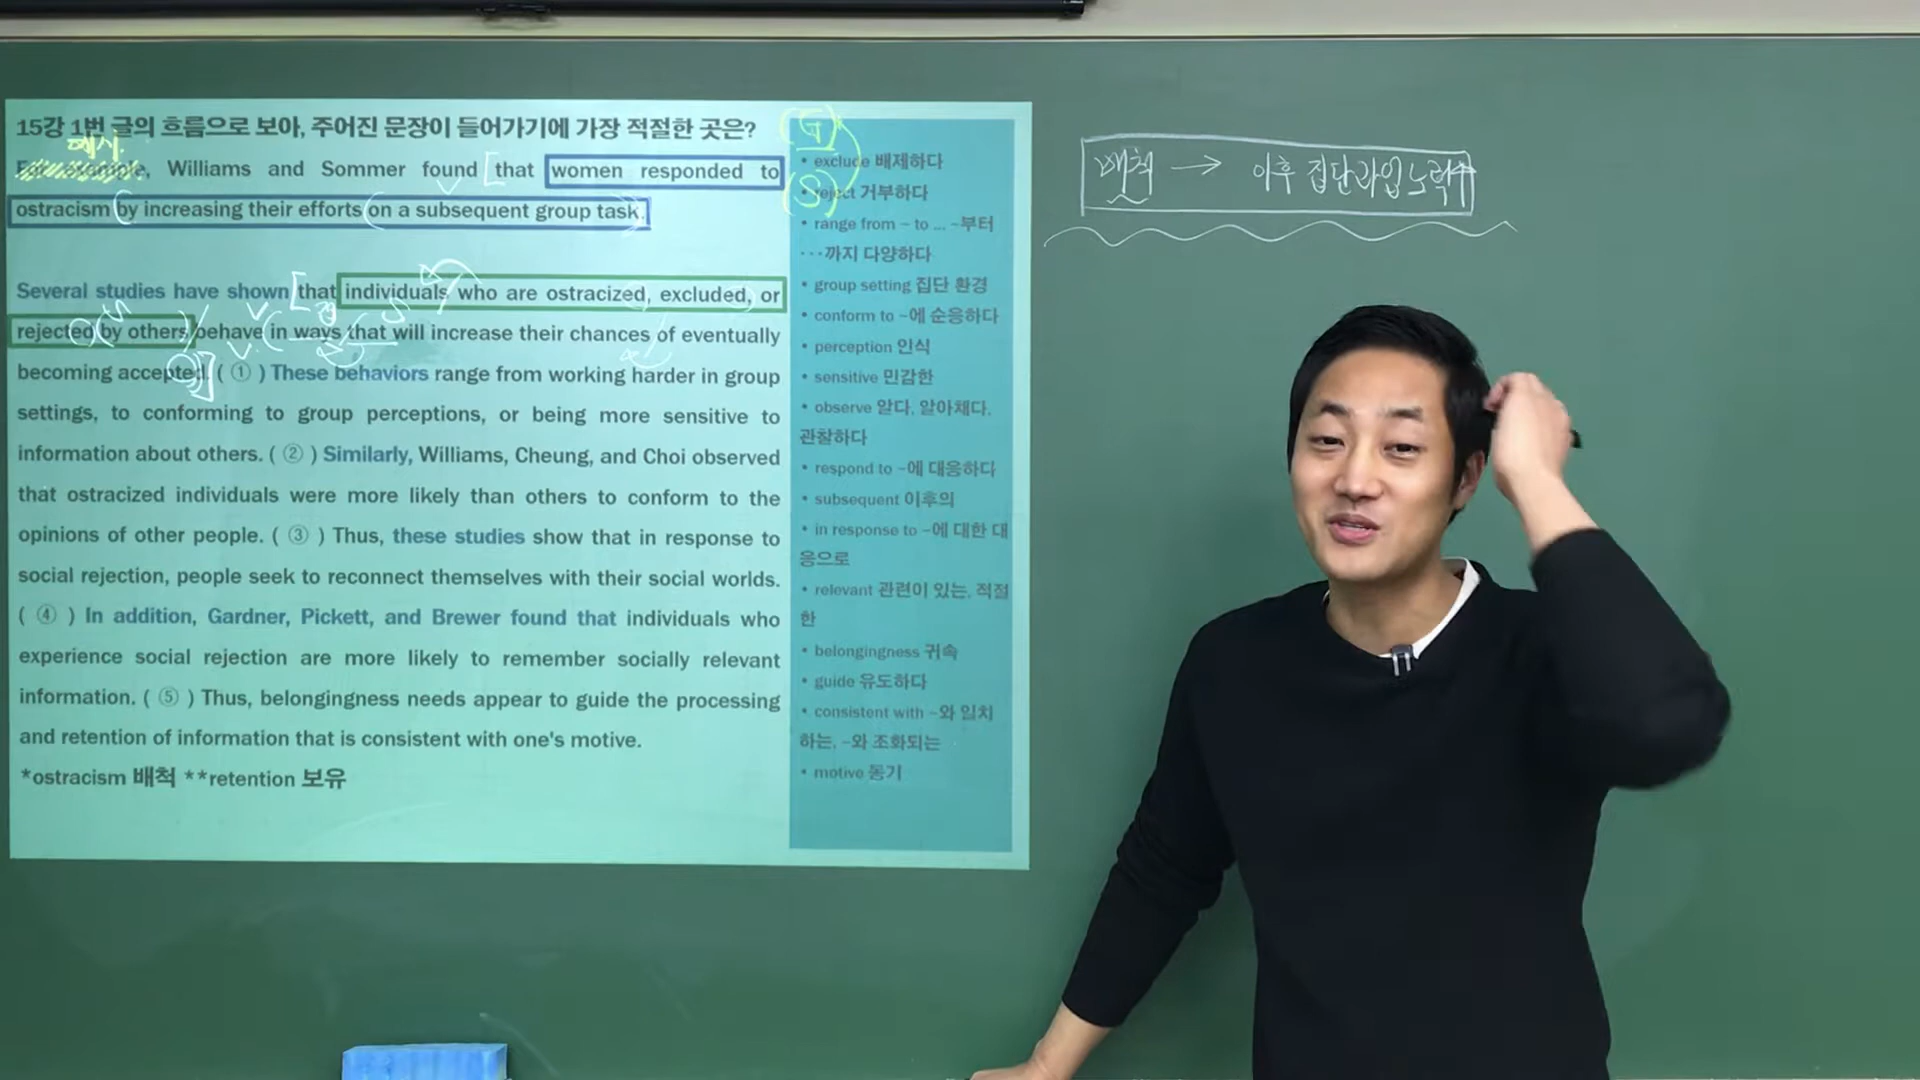 15강 1번 글의 흐름으로 보아, 주어진 문장이 들어가기에 가장 적절한 곳은?
예시.
For example, Williams and Sommer found that women responded to
ostracism by increasing their efforts on a subsequent group task.
Several studies have shown that individuals who are ostracized, excluded, or
rejected by others behave in ways that will increase their chances of eventually
becoming accepted. ( ① ) These behaviors range from working harder in group
settings, to conforming to group perceptions, or being more sensitive to
information about others. ( ② ) Similarly, Williams, Cheung, and Choi observed
that ostracized individuals were more likely than others to conform to the
opinions of other people. ( ③ ) Thus, these studies show that in response to
social rejection, people seek to reconnect themselves with their social worlds.
( ④ ) In addition, Gardner, Pickett, and Brewer found that individuals who
experience social rejection are more likely to remember socially relevant
information. ( ⑤ ) Thus, belongingness needs appear to guide the processing
and retention of information that is consistent with one's motive.
*ostracism 배척 **retention 보유
(G)
(S)
• exclude 배제하다
• reject 거부하다
• range from ~ to ... ~부터
···까지 다양하다
• group setting 집단 환경
• conform to ~에 순응하다
• perception 인식
• sensitive 민감한
• observe 알다, 알아채다,
관찰하다
• respond to ~에 대응하다
• subsequent 이후의
• in response to ~에 대한 대
응으로
• relevant 관련이 있는, 적절
한
• belongingness 귀속
• guide 유도하다
• consistent with ~와 일치
하는, ~와 조화되는
• motive 동기
배척 → 이후 집단과업 노력↑